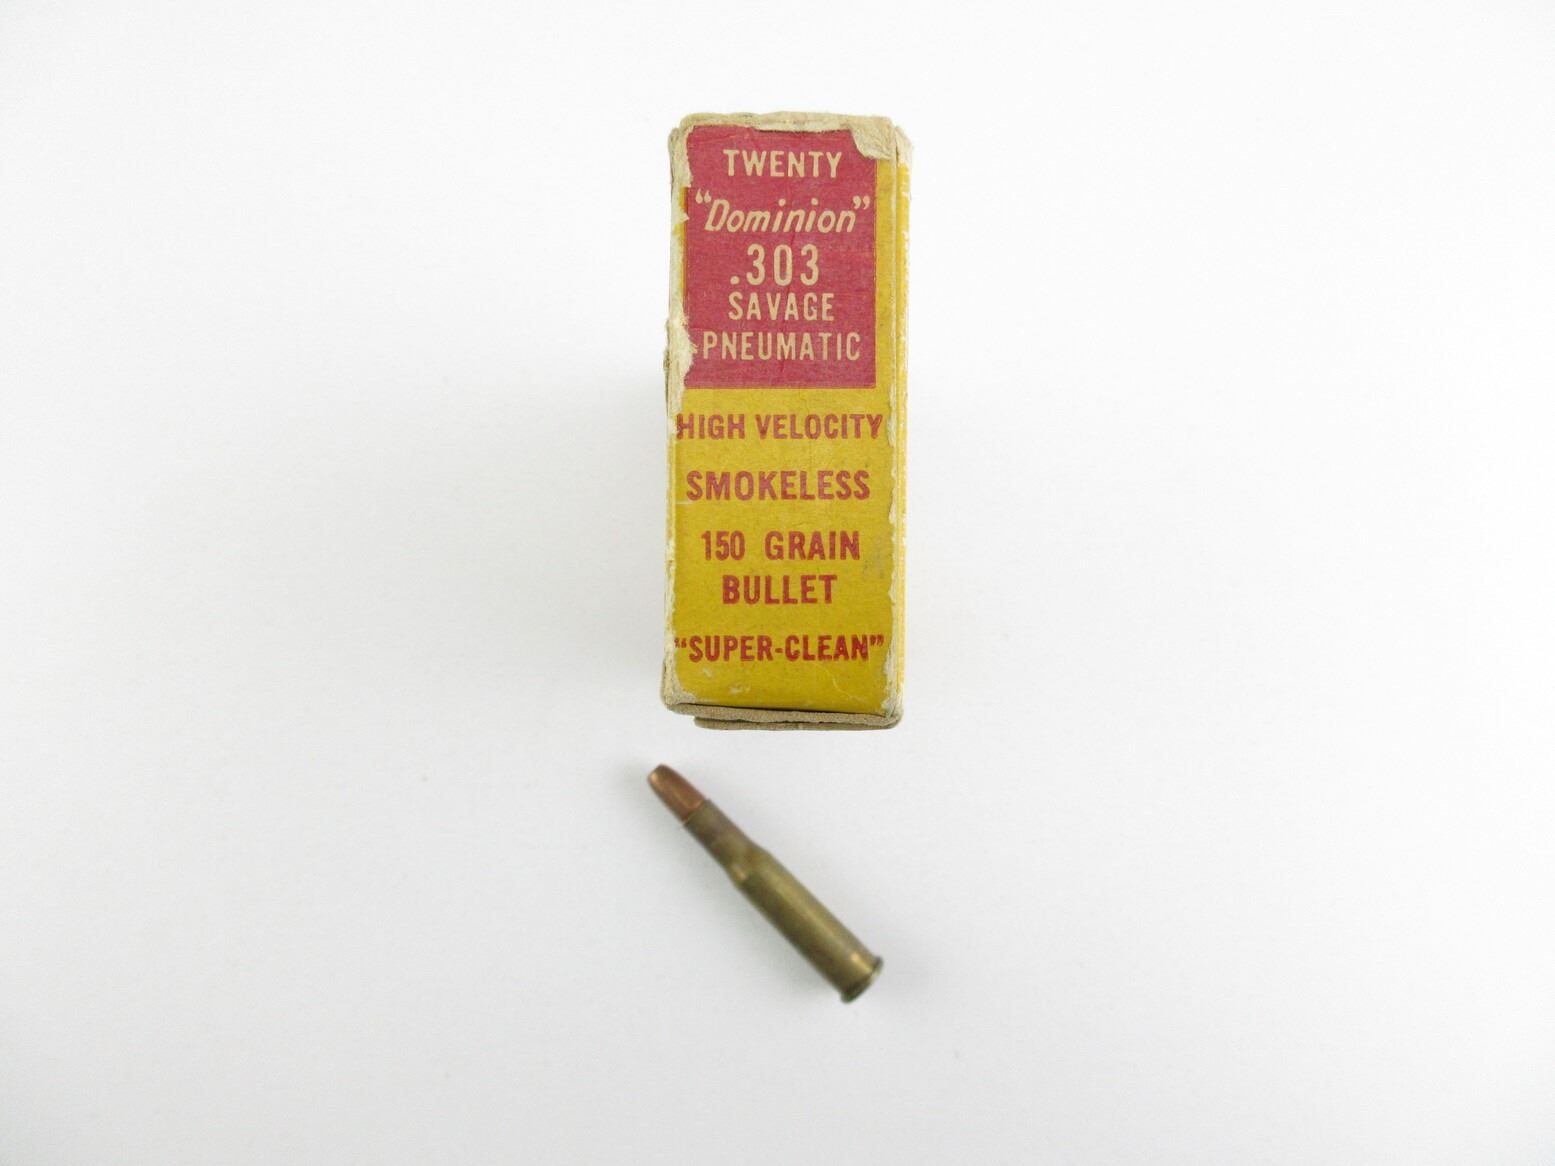 TWENTY
"Dominion"
.303
SAVAGE
PNEUMATIC
HIGH VELOCITY
SMOKELESS
150 GRAIN
BULLET
"SUPER-CLEAN"